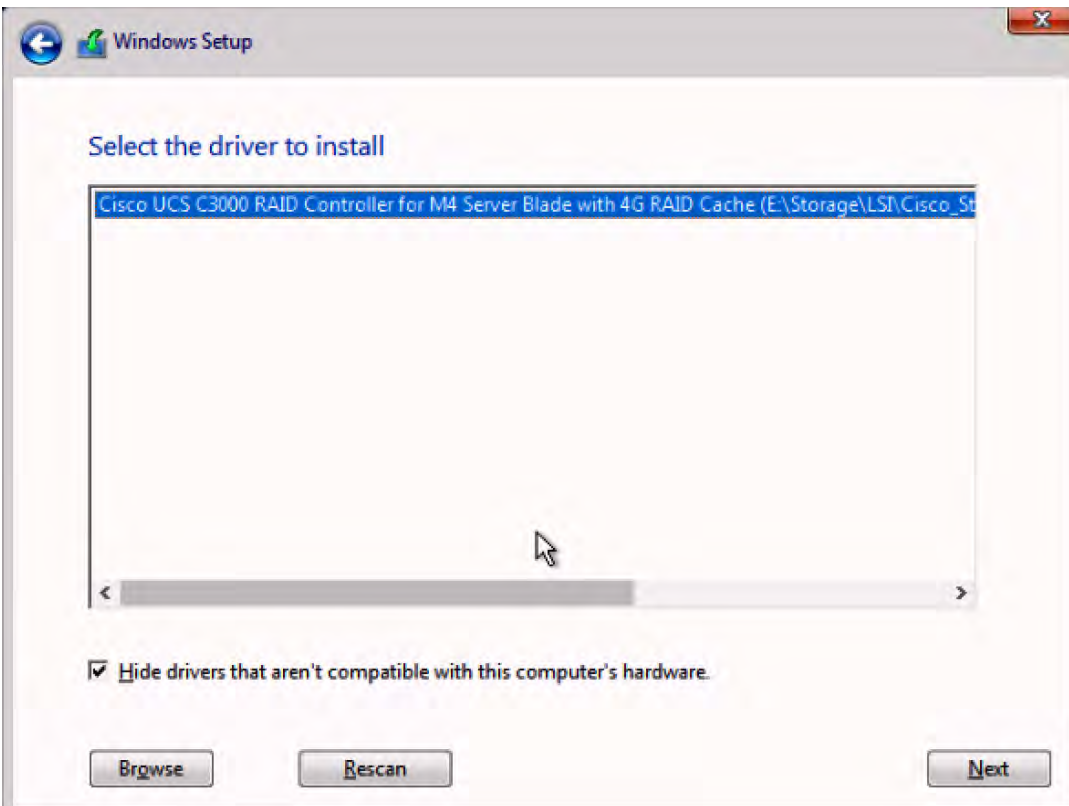 Windows Setup
Select the driver to install
Cisco UCS C3000 RAID Controller for M4 Server Blade with 4G RAID Cache (E:\Storage\LSI\Cisco_St
Hide drivers that aren't compatible with this computer's hardware.
Browse Rescan Next